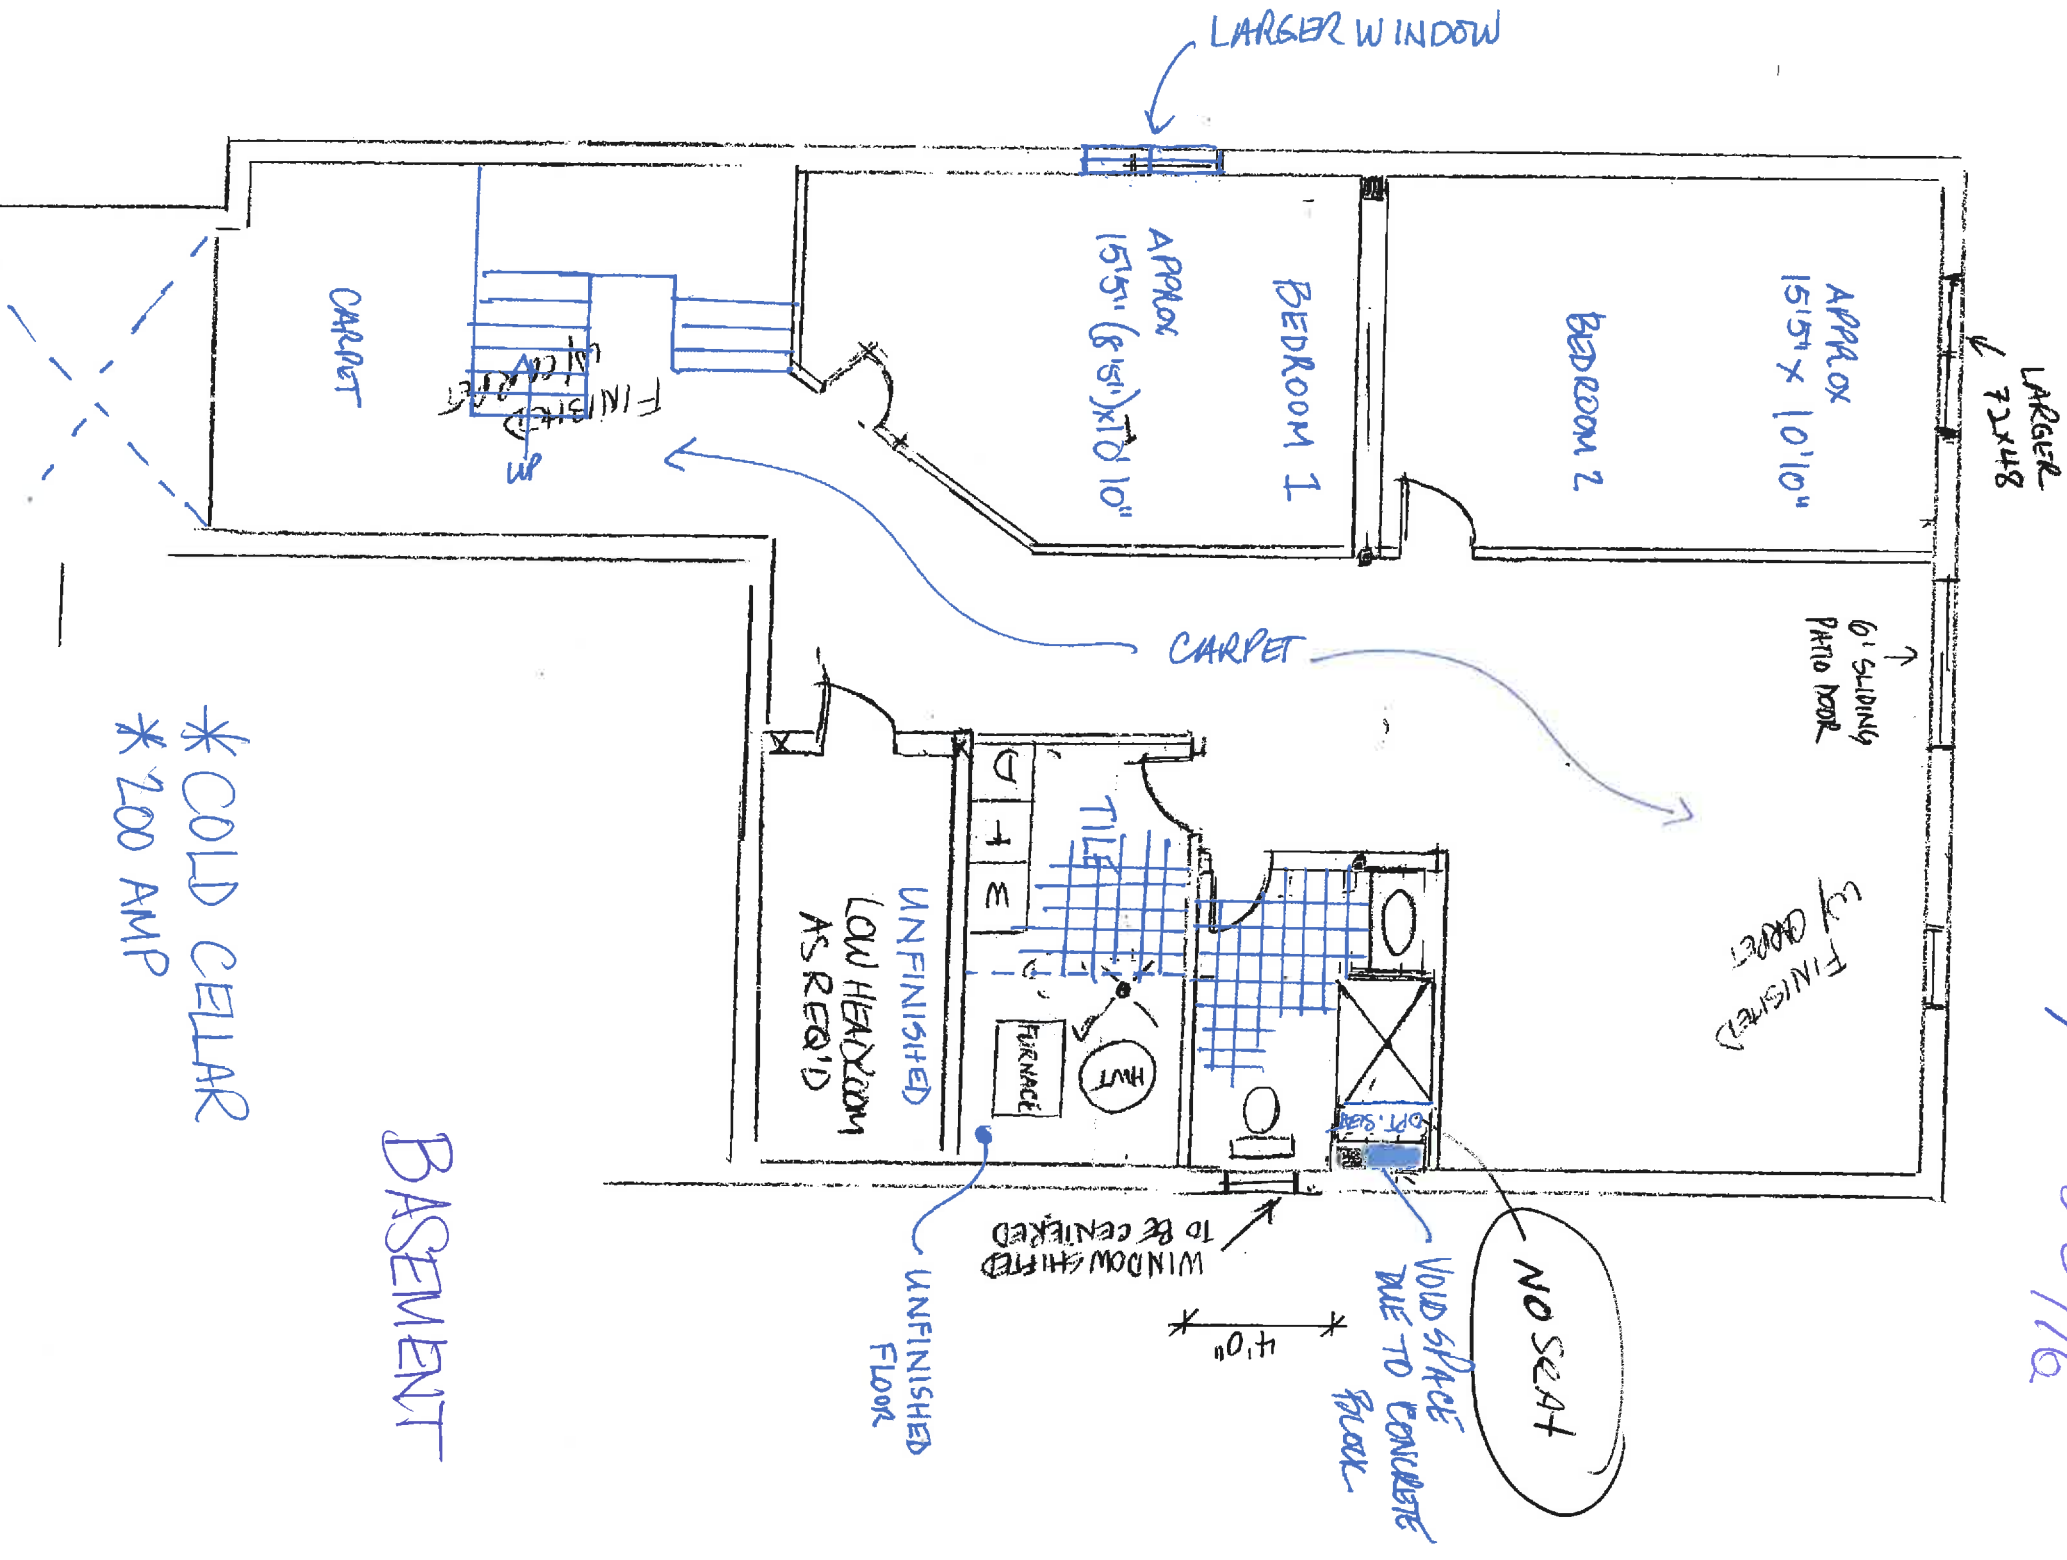 LARGER WINDOW
LARGER
72x48
APPROX
15'5" x 10'10"
BEDROOM 2
BEDROOM 1
APPROX
15'5" (8'5") x 10'10"
CARPET
UP
FINISHED
W/ CARPET
6' SLIDING
PATIO DOOR
CARPET
FINISHED
W/ CARPET
TILE
D
T
W
FURNACE
HWT
UNFINISHED
LOW HEADROOM
AS REQ'D
OPT. SEAT
NO SEAT
VOID SPACE
DUE TO CONCRETE
BLOCK
WINDOW SHIFTED
TO BE CENTERED
4'0"
UNFINISHED
FLOOR
*COLD CELLAR
*200 AMP
BASEMENT